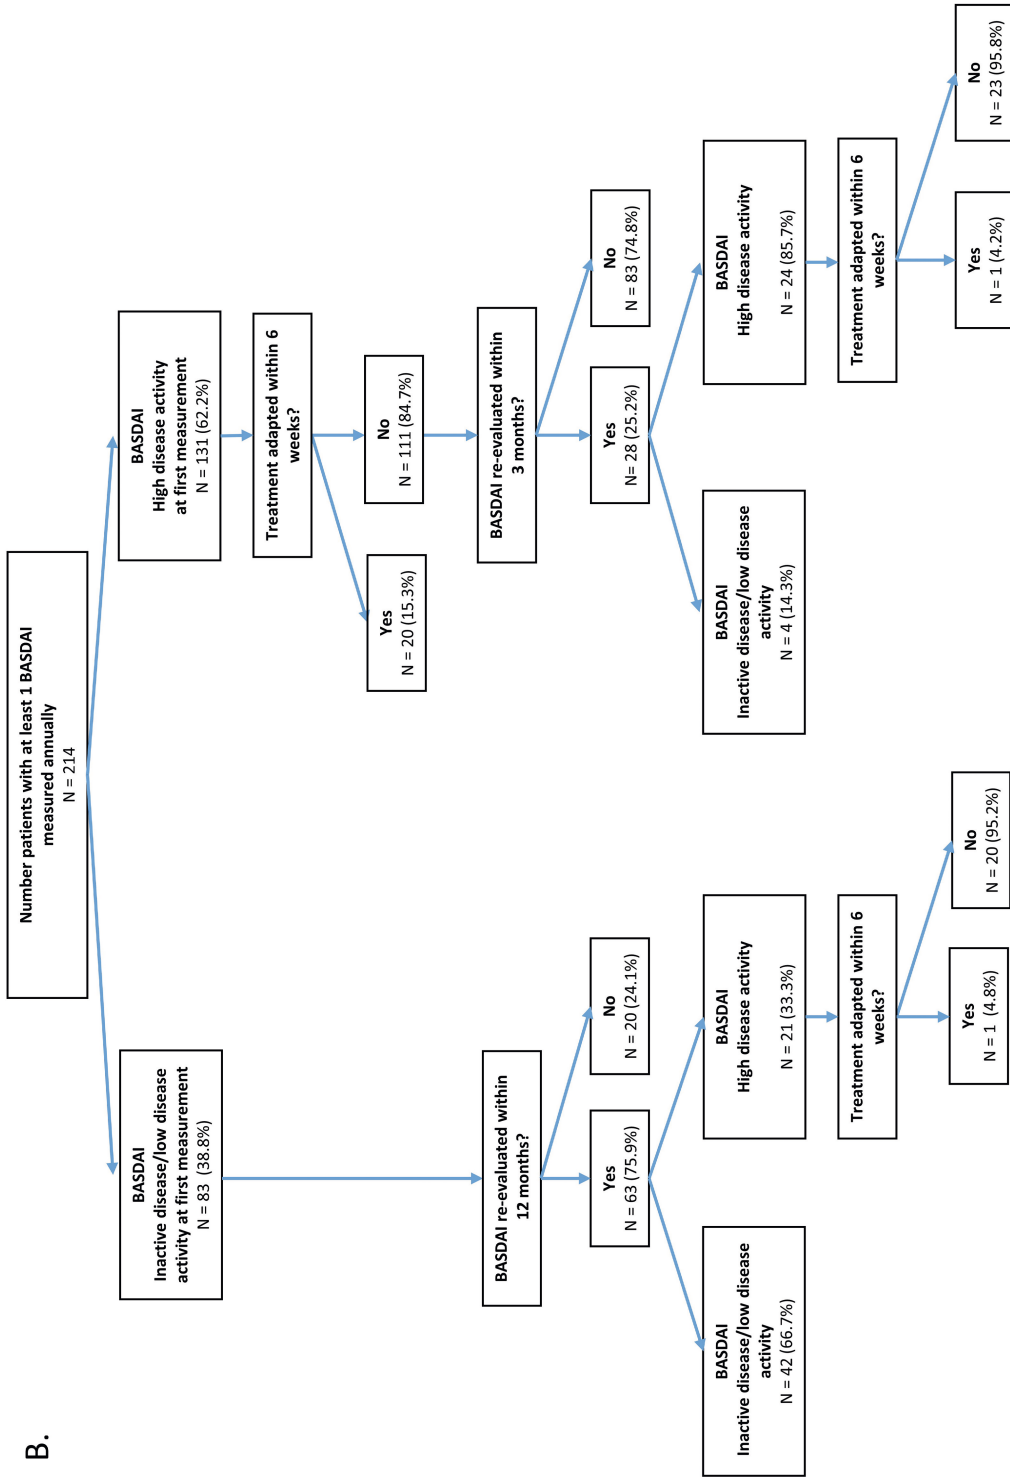 B.
Number patients with at least 1 BASDAI
measured annually
N = 214
BASDAI
Inactive disease/low disease
activity at first measurement
N = 83  (38.8%)
BASDAI
High disease activity
at first measurement
N = 131 (62.2%)
Treatment adapted within 6
weeks?
Yes
N = 20 (15.3%)
No
N = 111 (84.7%)
BASDAI re-evaluated within
12 months?
BASDAI re-evaluated within
3 months?
Yes
N = 63 (75.9%)
No
N = 20 (24.1%)
Yes
N= 28 (25.2%)
No
N = 83 (74.8%)
BASDAI
Inactive disease/low disease
activity
N = 42 (66.7%)
BASDAI
High disease activity
N = 21 (33.3%)
BASDAI
Inactive disease/low disease
activity
N = 4 (14.3%)
BASDAI
High disease activity
N = 24 (85.7%)
Treatment adapted within 6
weeks?
Treatment adapted within 6
weeks?
Yes
N = 1  (4.8%)
No
N = 20 (95.2%)
Yes
N = 1 (4.2%)
No
N = 23 (95.8%)